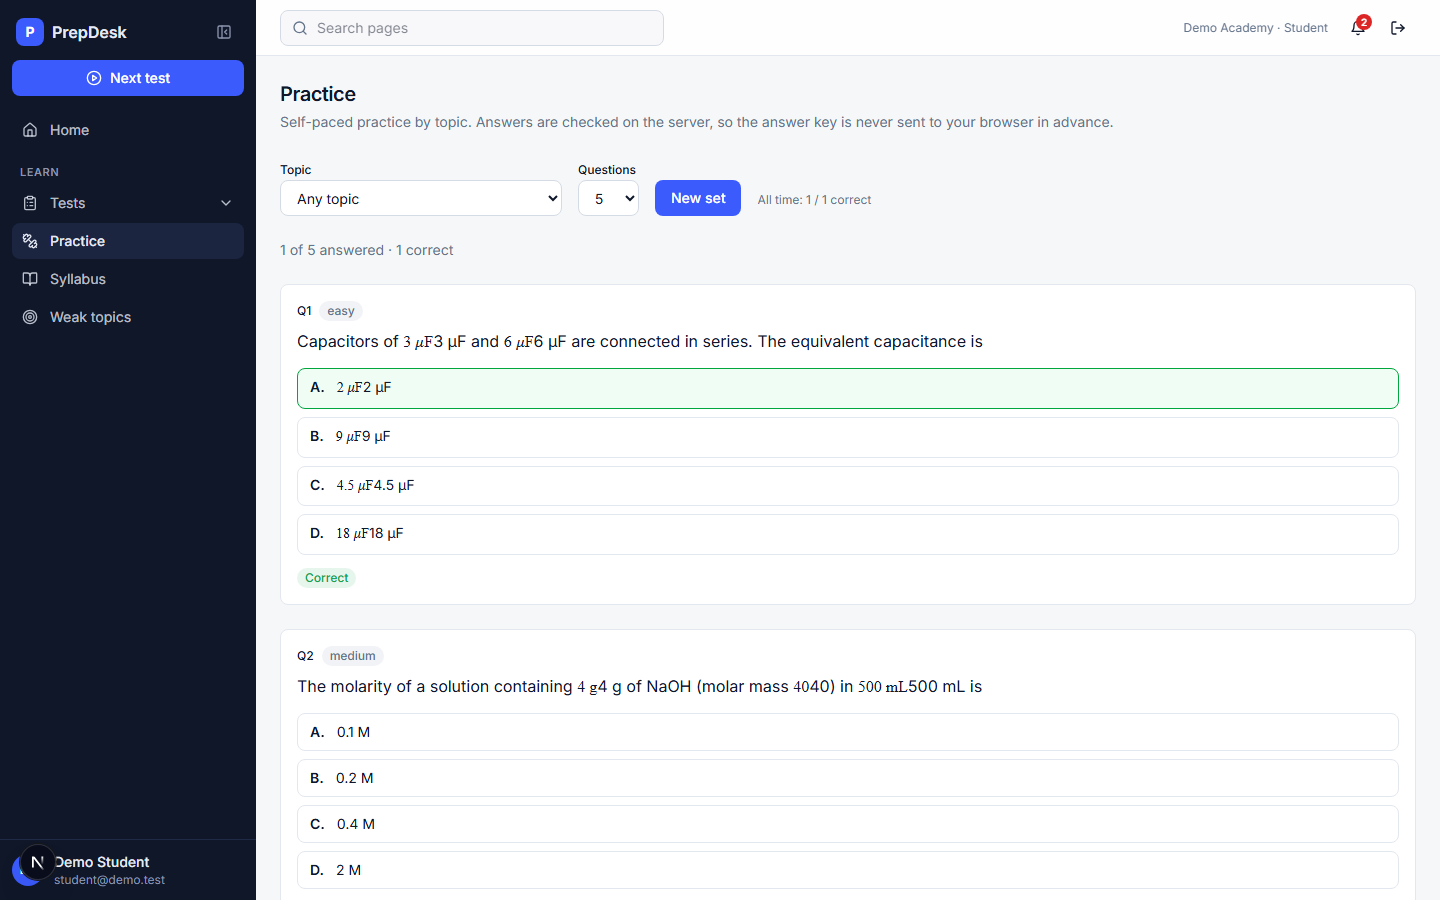 P PrepDesk
Next test
Home
LEARN
Tests
Practice
Syllabus
Weak topics
N Demo Student
student@demo.test
Search pages
Demo Academy · Student
2
Practice
Self-paced practice by topic. Answers are checked on the server, so the answer key is never sent to your browser in advance.
Topic
Questions
Any topic
5
New set
All time: 1 / 1 correct
1 of 5 answered · 1 correct
Q1 easy
Capacitors of 3 μF3 μF and 6 μF6 μF are connected in series. The equivalent capacitance is
A. 2 μF2 μF
B. 9 μF9 μF
C. 4.5 μF4.5 μF
D. 18 μF18 μF
Correct
Q2 medium
The molarity of a solution containing 4 g4 g of NaOH (molar mass 4040) in 500 mL500 mL is
A. 0.1 M
B. 0.2 M
C. 0.4 M
D. 2 M